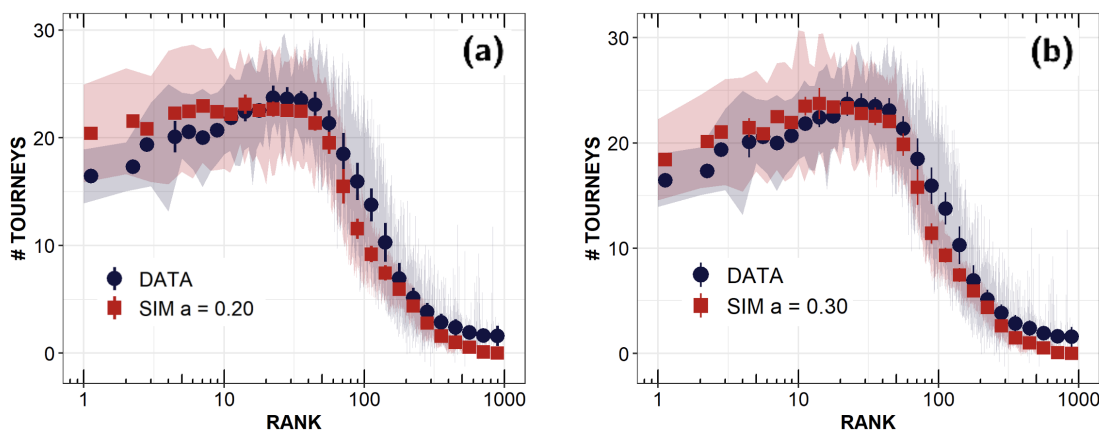 (a)
# TOURNEYS
30
20
10
0
DATA
SIM a = 0.20
1
10
100
1000
RANK
(b)
# TOURNEYS
30
20
10
0
DATA
SIM a = 0.30
1
10
100
1000
RANK